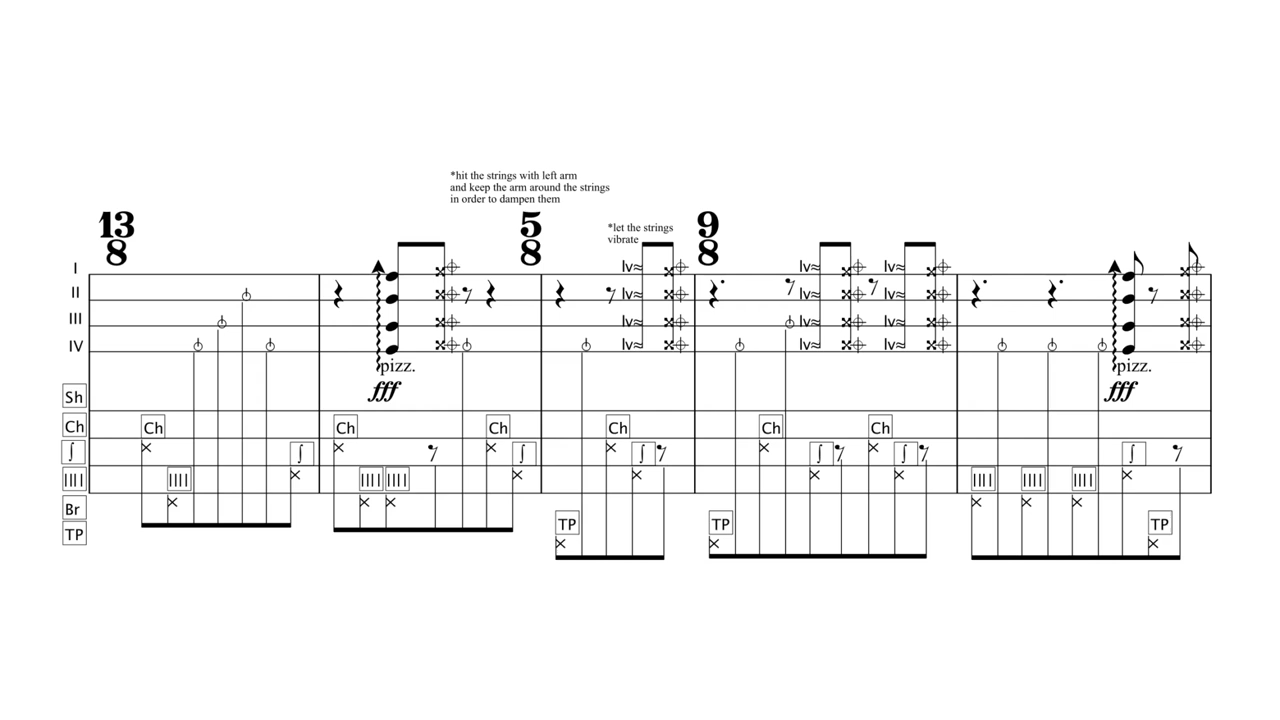 *hit the strings with left arm
and keep the arm around the strings
in order to dampen them
*let the strings
vibrate
13
8
5
8
9
8
I
II
III
IV
lv≈ lv≈ lv≈
lv≈ lv≈ lv≈
lv≈ lv≈ lv≈
lv≈ lv≈ lv≈
pizz. pizz.
fff fff
Sh
Ch Ch Ch Ch Ch Ch Ch
∫ ∫ ∫ ∫ ∫ ∫ ∫
Br
TP TP TP TP